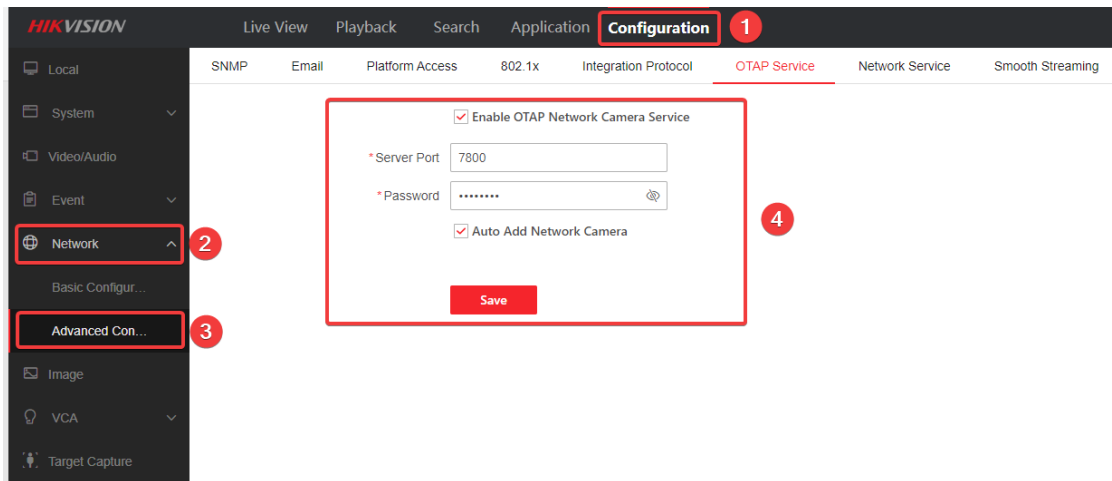 HIKVISION Live View Playback Search Application Configuration 1
Local SNMP Email Platform Access 802.1x Integration Protocol OTAP Service Network Service Smooth Streaming
System Enable OTAP Network Camera Service
Video/Audio *Server Port 7800
Event *Password ••••••••
4
Network 2 Auto Add Network Camera
Basic Configur...
Save
Advanced Con... 3
Image
VCA
Target Capture